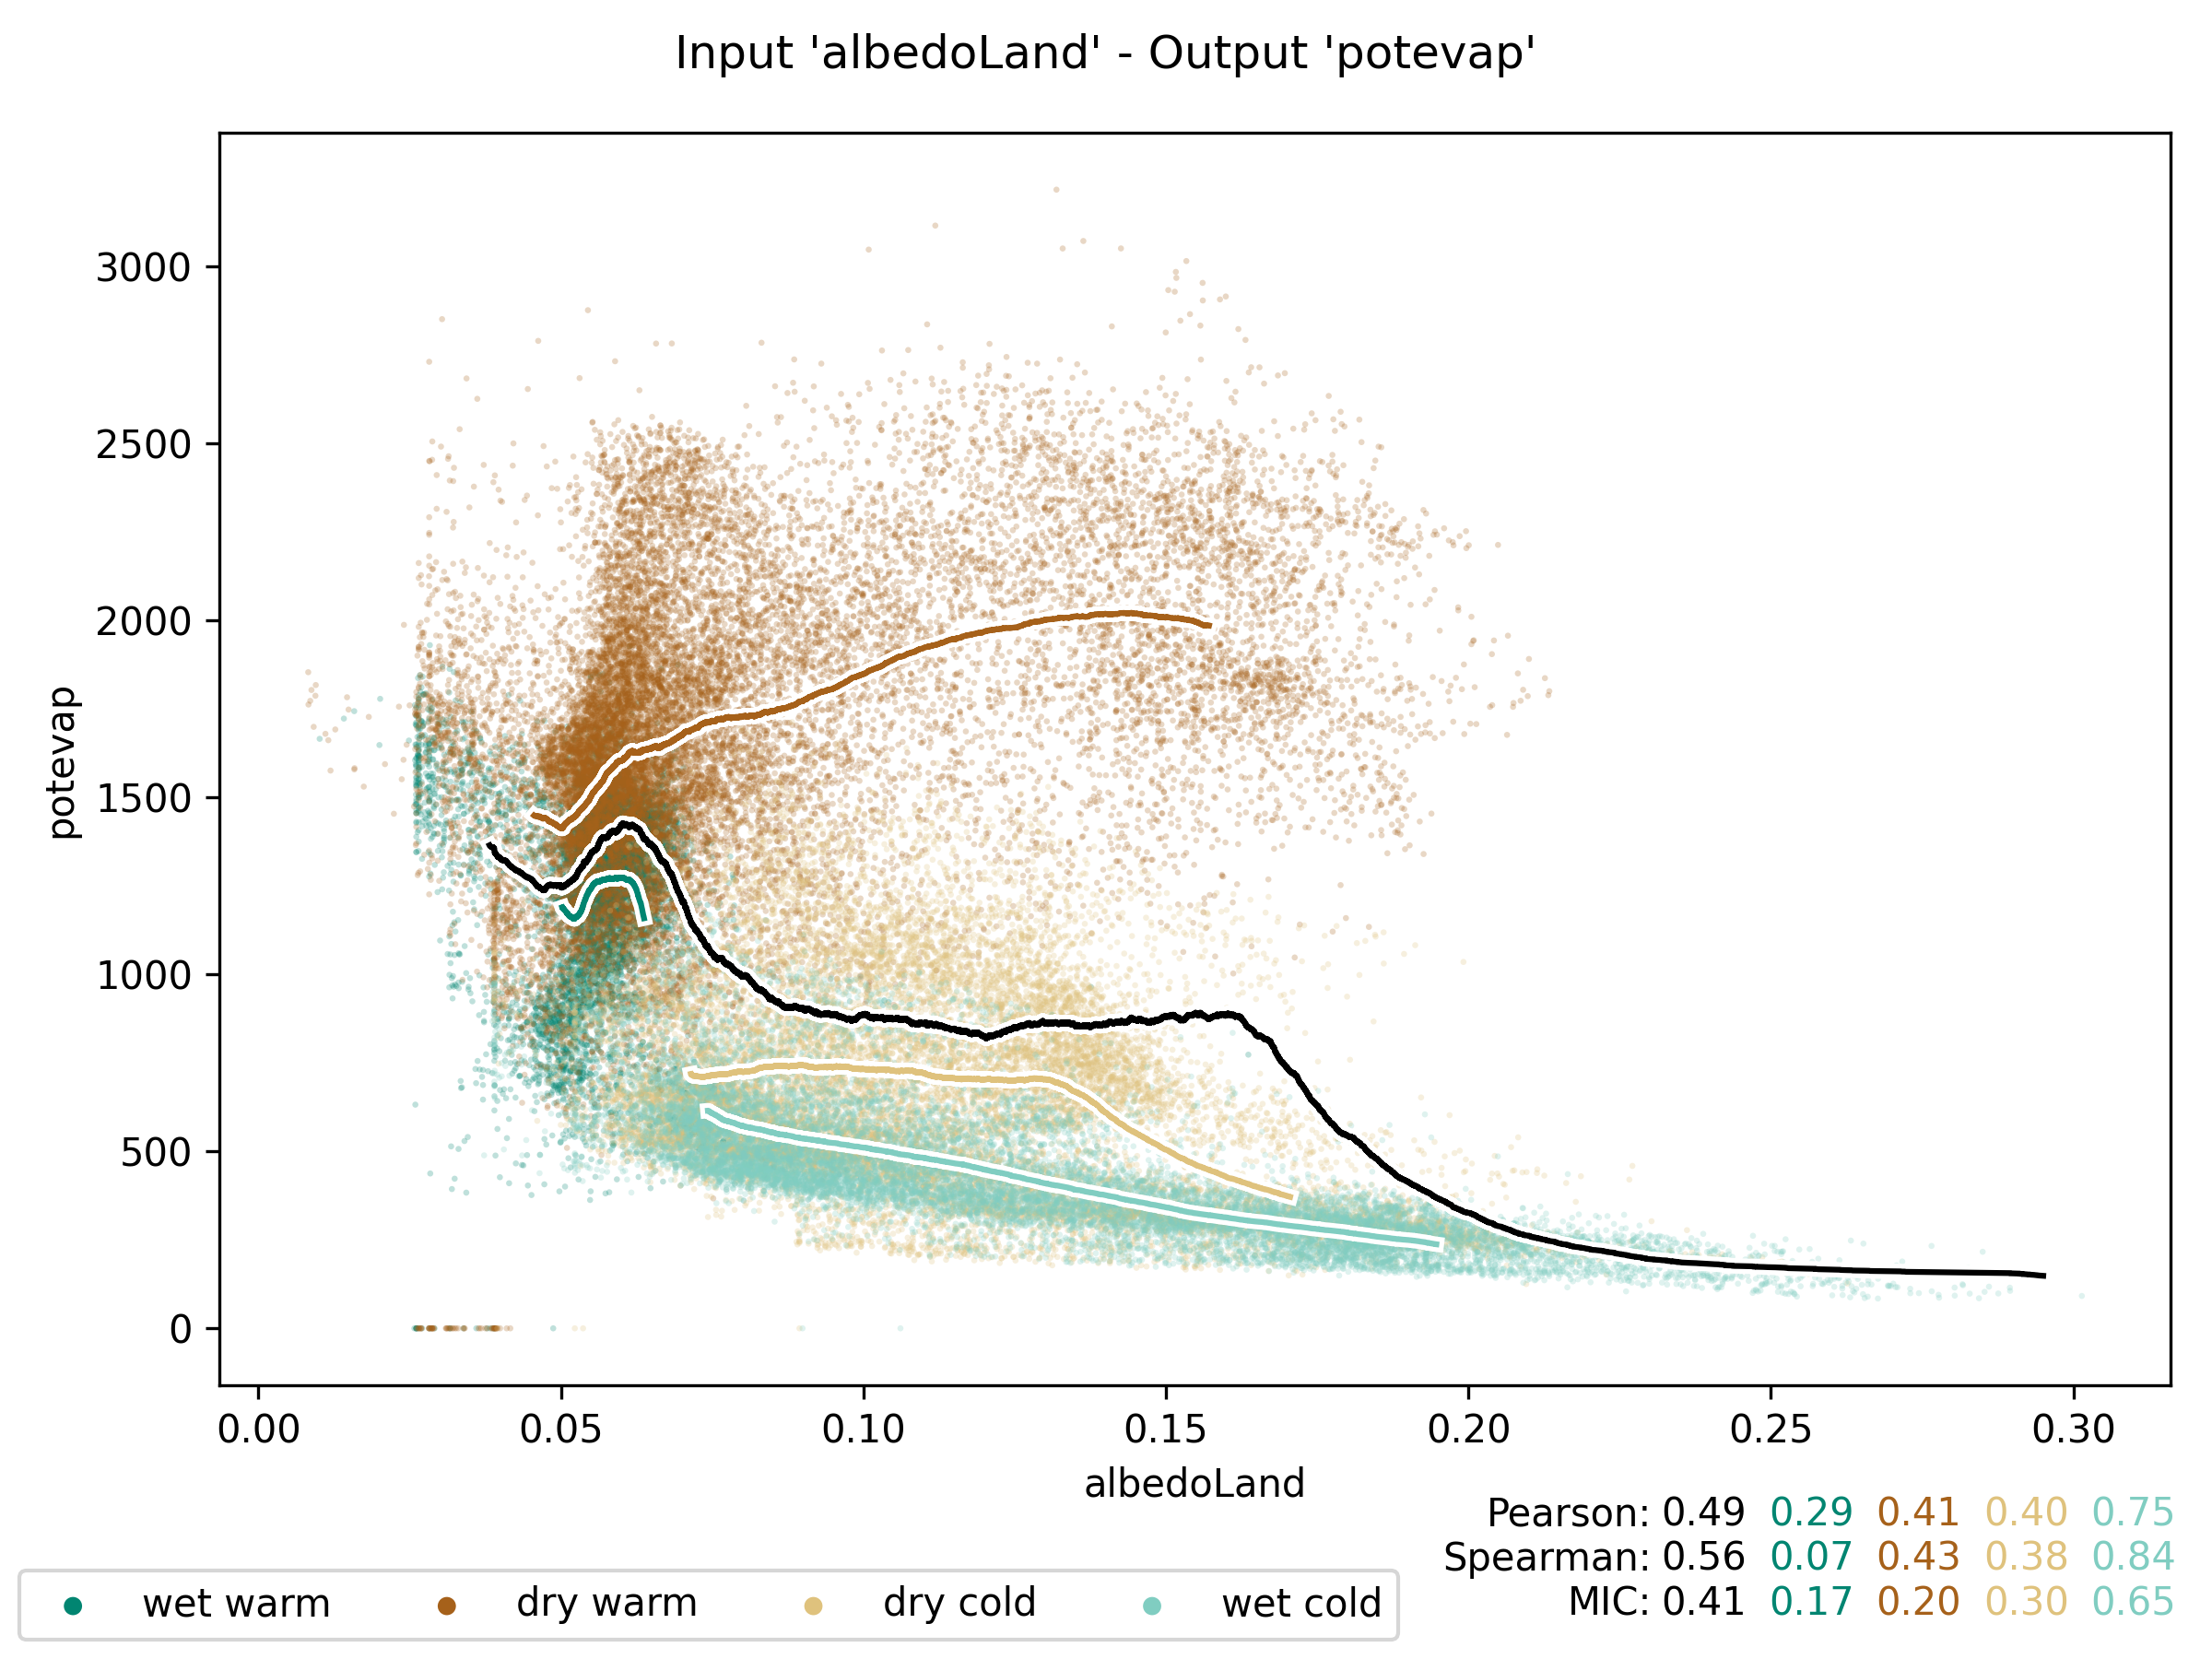 Input 'albedoLand' - Output 'potevap'
3000
2500
2000
1500
1000
500
0
potevap
0.00 0.05 0.10 0.15 0.20 0.25 0.30
albedoLand
Pearson: 0.49 0.29 0.41 0.40 0.75
Spearman: 0.56 0.07 0.43 0.38 0.84
MIC: 0.41 0.17 0.20 0.30 0.65
wet warm dry warm dry cold wet cold